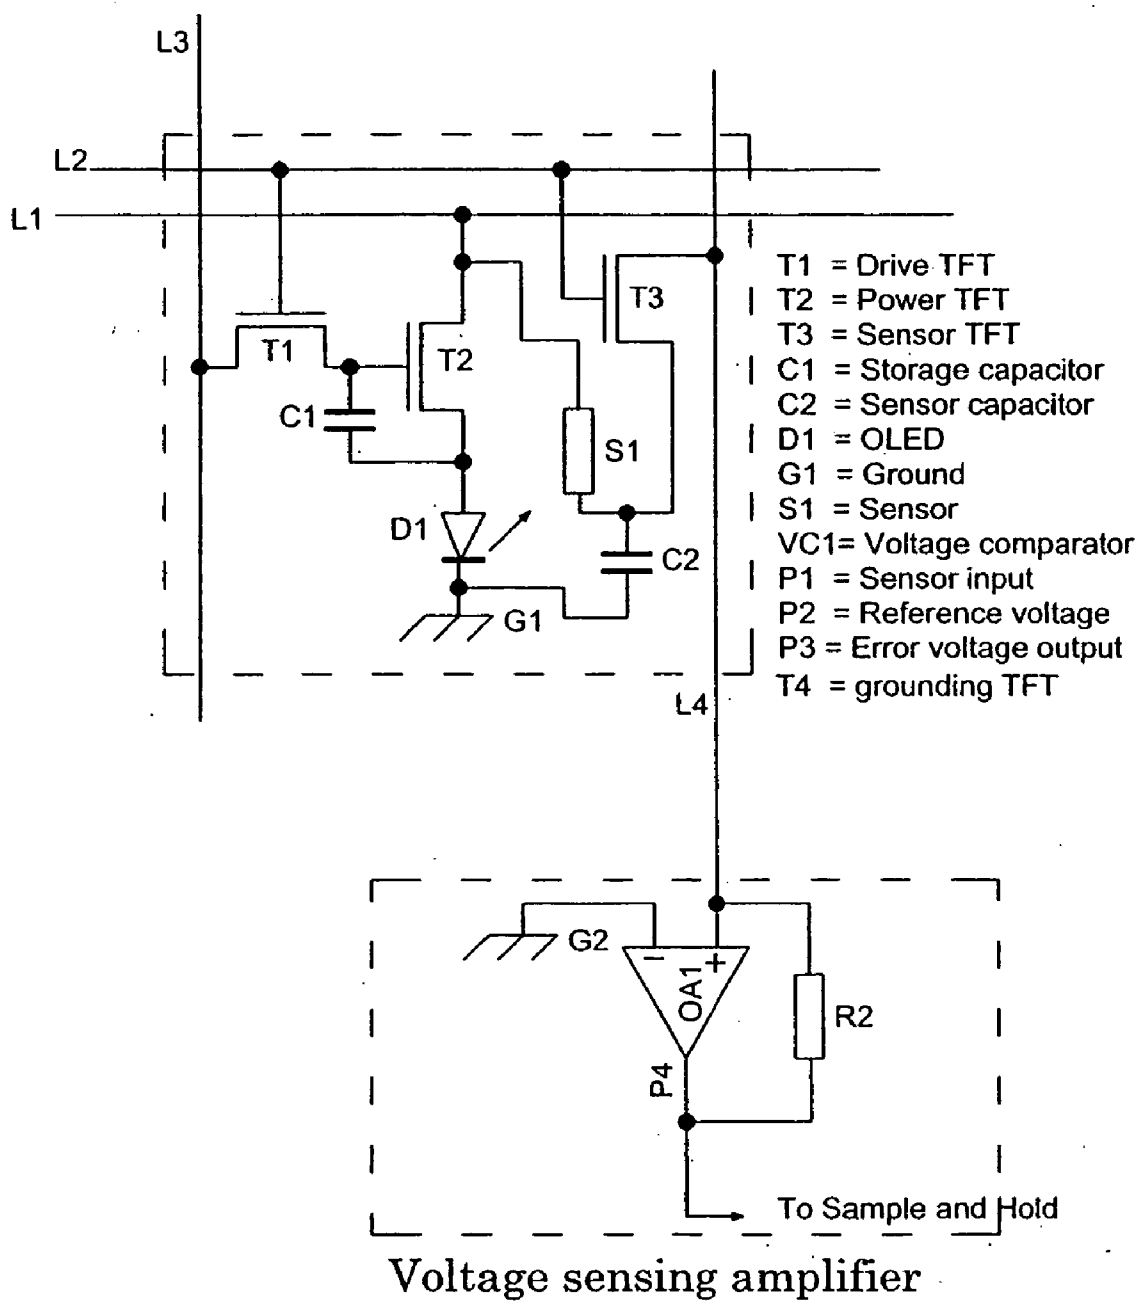 L3
L2
L1
T1
T2
T3
C1
S1
D1
C2
G1
T1 = Drive TFT
T2 = Power TFT
T3 = Sensor TFT
C1 = Storage capacitor
C2 = Sensor capacitor
D1 = OLED
G1 = Ground
S1 = Sensor
VC1= Voltage comparator
P1 = Sensor input
P2 = Reference voltage
P3 = Error voltage output
T4 = grounding TFT
L4
G2
− +
OA1
R2
P4
To Sample and Hold
Voltage sensing amplifier